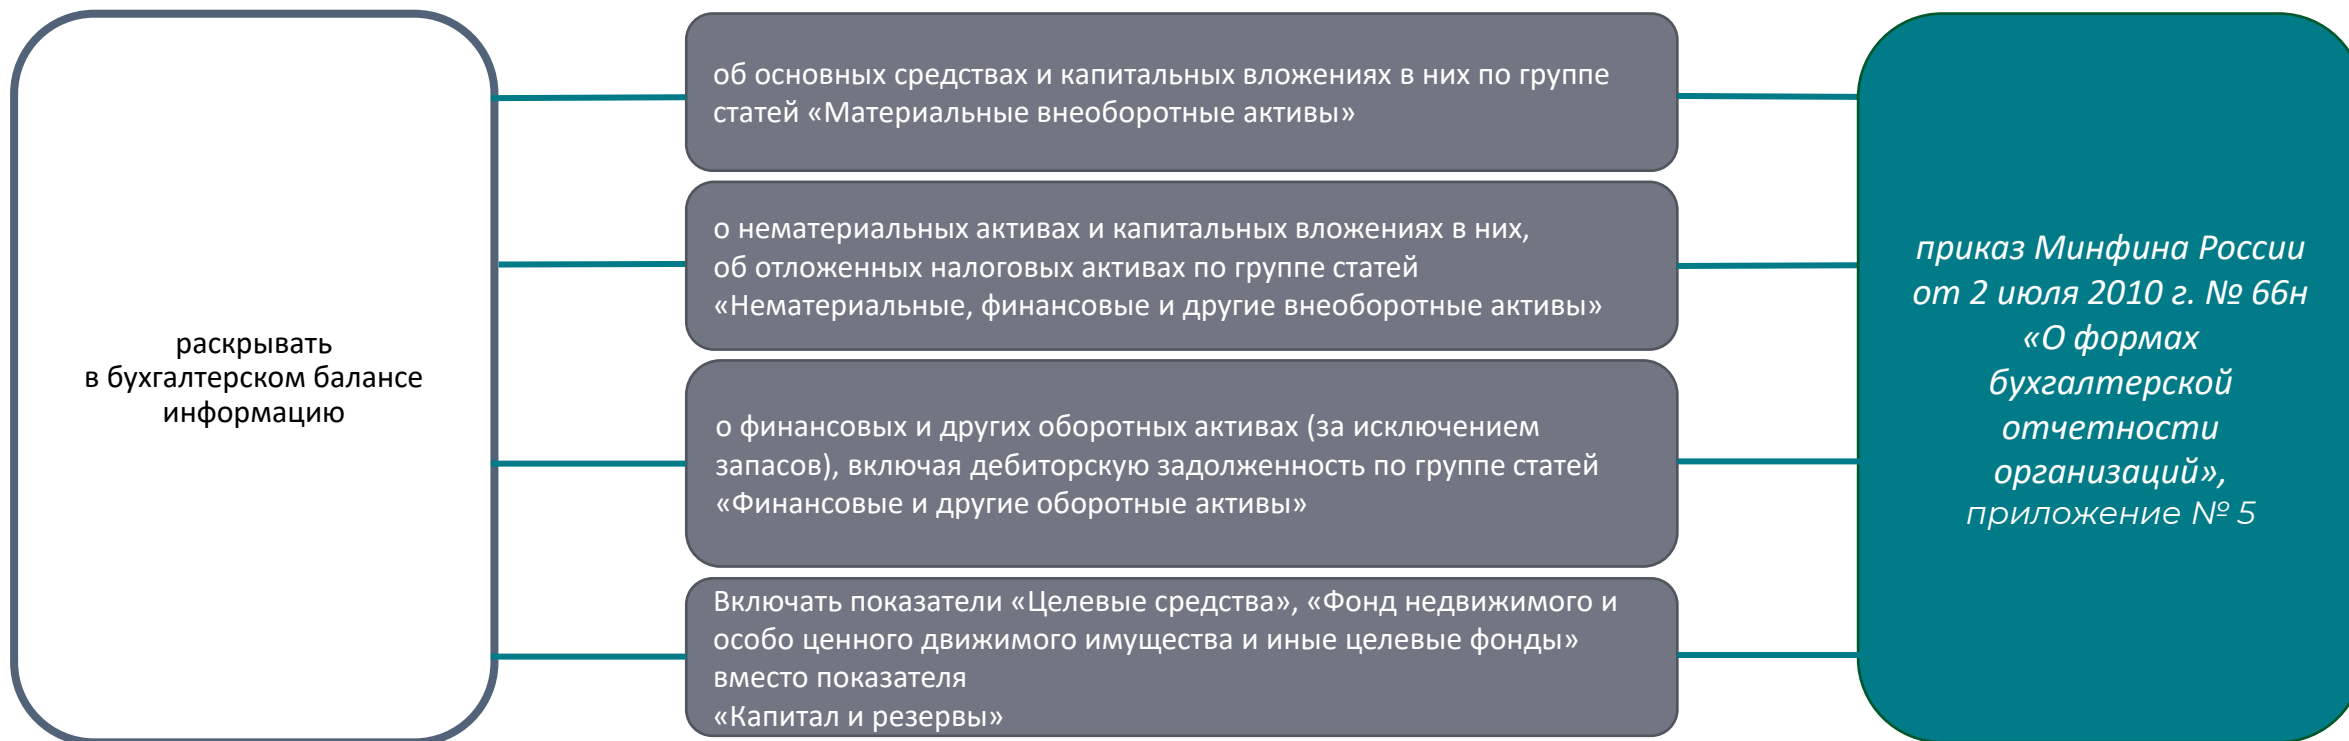 раскрывать
в бухгалтерском балансе
информацию
об основных средствах и капитальных вложениях в них по группе
статей «Материальные внеоборотные активы»
о нематериальных активах и капитальных вложениях в них,
об отложенных налоговых активах по группе статей
«Нематериальные, финансовые и другие внеоборотные активы»
о финансовых и других оборотных активах (за исключением
запасов), включая дебиторскую задолженность по группе статей
«Финансовые и другие оборотные активы»
Включать показатели «Целевые средства», «Фонд недвижимого и
особо ценного движимого имущества и иные целевые фонды»
вместо показателя
«Капитал и резервы»
приказ Минфина России
от 2 июля 2010 г. № 66н
«О формах
бухгалтерской
отчетности
организаций»,
приложение № 5